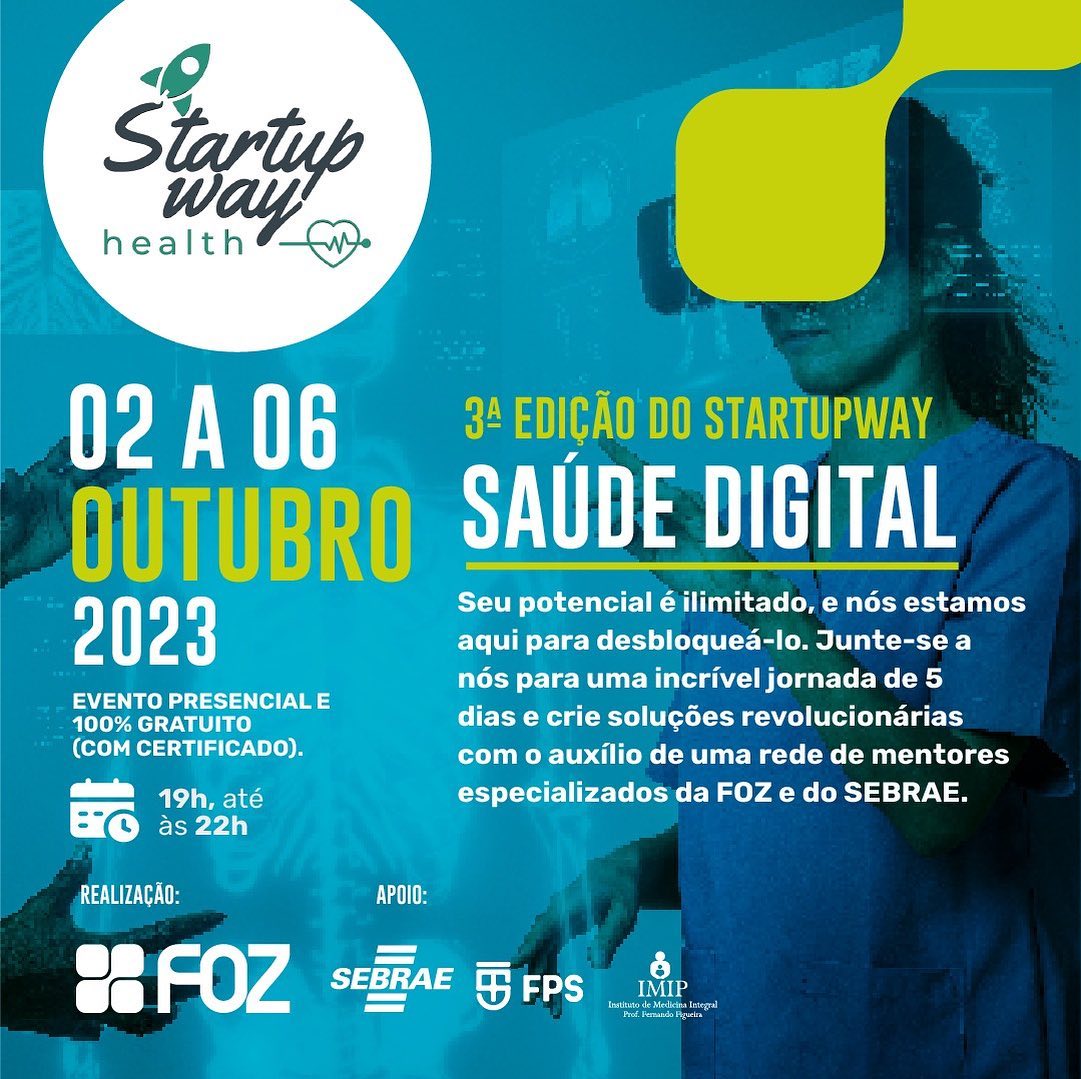 Startup
way
health
02 A 06
OUTUBRO
2023
EVENTO PRESENCIAL E
100% GRATUITO
(COM CERTIFICADO).
19h, até
às 22h
3ª EDIÇÃO DO STARTUPWAY
SAÚDE DIGITAL
Seu potencial é ilimitado, e nós estamos
aqui para desbloqueá-lo. Junte-se a
nós para uma incrível jornada de 5
dias e crie soluções revolucionárias
com o auxílio de uma rede de mentores
especializados da FOZ e do SEBRAE.
REALIZAÇÃO:
FOZ
APOIO:
SEBRAE
FPS
IMIP
Instituto de Medicina Integral
Prof. Fernando Figueira